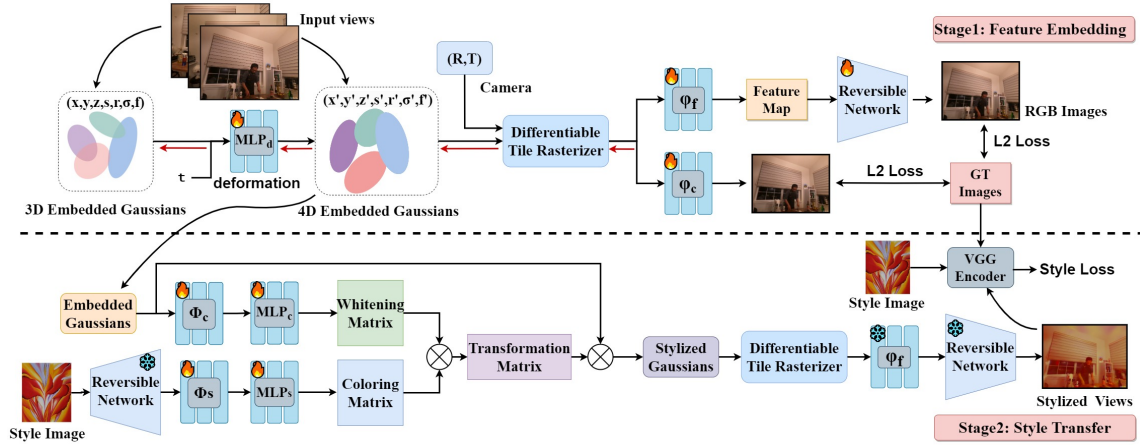 Input views
Stage1: Feature Embedding
(x,y,z,s,r,σ,f)
(x',y',z',s',r',σ',f')
(R,T)
Camera
MLPd
t
deformation
3D Embedded Gaussians
4D Embedded Gaussians
Differentiable
Tile Rasterizer
φf
Feature
Map
Reversible
Network
RGB Images
L2 Loss
φc
L2 Loss
GT
Images
Embedded
Gaussians
Φc
MLPc
Whitening
Matrix
Style Image
Reversible
Network
Φs
MLPs
Coloring
Matrix
Transformation
Matrix
Stylized
Gaussians
Differentiable
Tile Rasterizer
φf
Reversible
Network
Style Image
VGG
Encoder
Style Loss
Stylized Views
Stage2: Style Transfer